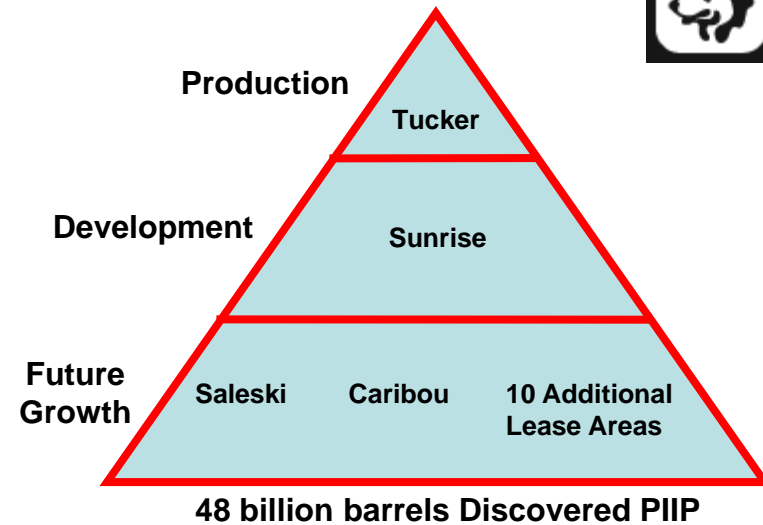 Production
Tucker
Development
Sunrise
Future
Growth
Saleski
Caribou
10 Additional
Lease Areas
48 billion barrels Discovered PIIP